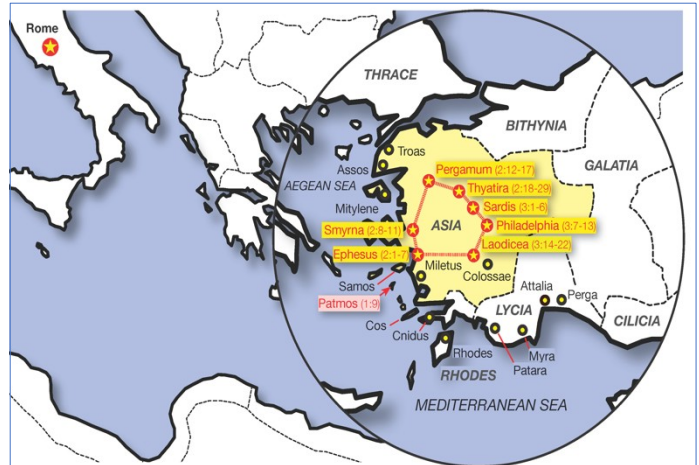 Rome
THRACE
BITHYNIA
GALATIA
Troas
Assos
AEGEAN SEA
Mitylene
Pergamum (2:12-17)
Thyatira (2:18-29)
Sardis (3:1-6)
ASIA
Philadelphia (3:7-13)
Smyrna (2:8-11)
Laodicea (3:14-22)
Ephesus (2:1-7)
Miletus
Colossae
Samos
Patmos (1:9)
Attalia
Perga
LYCIA
CILICIA
Cos
Cnidus
Rhodes
Myra
Patara
RHODES
MEDITERRANEAN SEA